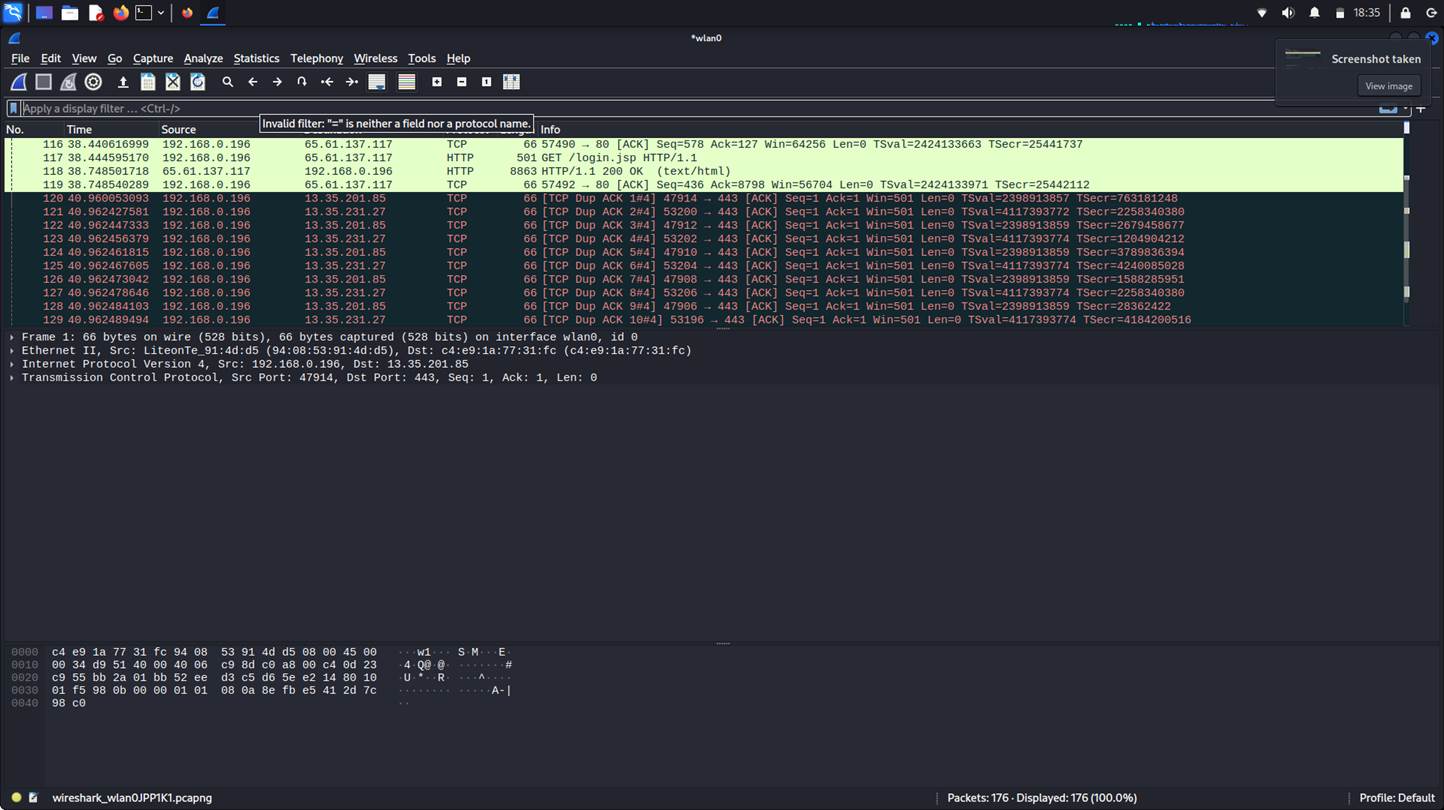 18:35
*wlan0
File Edit View Go Capture Analyze Statistics Telephony Wireless Tools Help
Screenshot taken
View image
Apply a display filter ... <Ctrl-/>
Invalid filter: "=" is neither a field nor a protocol name.
No. Time Source Info
116 38.440616999 192.168.0.196 65.61.137.117 TCP 66 57490 → 80 [ACK] Seq=578 Ack=127 Win=64256 Len=0 TSval=2424133663 TSecr=25441737
117 38.444595170 192.168.0.196 65.61.137.117 HTTP 501 GET /login.jsp HTTP/1.1
118 38.748501718 65.61.137.117 192.168.0.196 HTTP 8863 HTTP/1.1 200 OK (text/html)
119 38.748540289 192.168.0.196 65.61.137.117 TCP 66 57492 → 80 [ACK] Seq=436 Ack=8798 Win=56704 Len=0 TSval=2424133971 TSecr=25442112
120 40.960053093 192.168.0.196 13.35.201.85 TCP 66 [TCP Dup ACK 1#4] 47914 → 443 [ACK] Seq=1 Ack=1 Win=501 Len=0 TSval=2398913857 TSecr=763181248
121 40.962427581 192.168.0.196 13.35.231.27 TCP 66 [TCP Dup ACK 2#4] 53200 → 443 [ACK] Seq=1 Ack=1 Win=501 Len=0 TSval=4117393772 TSecr=2258340380
122 40.962447333 192.168.0.196 13.35.201.85 TCP 66 [TCP Dup ACK 3#4] 47912 → 443 [ACK] Seq=1 Ack=1 Win=501 Len=0 TSval=2398913859 TSecr=2679458677
123 40.962456379 192.168.0.196 13.35.231.27 TCP 66 [TCP Dup ACK 4#4] 53202 → 443 [ACK] Seq=1 Ack=1 Win=501 Len=0 TSval=4117393774 TSecr=1204904212
124 40.962461815 192.168.0.196 13.35.201.85 TCP 66 [TCP Dup ACK 5#4] 47910 → 443 [ACK] Seq=1 Ack=1 Win=501 Len=0 TSval=2398913859 TSecr=3789836394
125 40.962467605 192.168.0.196 13.35.231.27 TCP 66 [TCP Dup ACK 6#4] 53204 → 443 [ACK] Seq=1 Ack=1 Win=501 Len=0 TSval=4117393774 TSecr=4240085028
126 40.962473042 192.168.0.196 13.35.201.85 TCP 66 [TCP Dup ACK 7#4] 47908 → 443 [ACK] Seq=1 Ack=1 Win=501 Len=0 TSval=2398913859 TSecr=1588285951
127 40.962478646 192.168.0.196 13.35.231.27 TCP 66 [TCP Dup ACK 8#4] 53206 → 443 [ACK] Seq=1 Ack=1 Win=501 Len=0 TSval=4117393774 TSecr=2258340380
128 40.962484103 192.168.0.196 13.35.201.85 TCP 66 [TCP Dup ACK 9#4] 47906 → 443 [ACK] Seq=1 Ack=1 Win=501 Len=0 TSval=2398913859 TSecr=28362422
129 40.962489494 192.168.0.196 13.35.231.27 TCP 66 [TCP Dup ACK 10#4] 53196 → 443 [ACK] Seq=1 Ack=1 Win=501 Len=0 TSval=4117393774 TSecr=4184200516
Frame 1: 66 bytes on wire (528 bits), 66 bytes captured (528 bits) on interface wlan0, id 0
Ethernet II, Src: LiteonTe_91:4d:d5 (94:08:53:91:4d:d5), Dst: c4:e9:1a:77:31:fc (c4:e9:1a:77:31:fc)
Internet Protocol Version 4, Src: 192.168.0.196, Dst: 13.35.201.85
Transmission Control Protocol, Src Port: 47914, Dst Port: 443, Seq: 1, Ack: 1, Len: 0
0000 c4 e9 1a 77 31 fc 94 08 53 91 4d d5 08 00 45 00 ···w1··· S·M···E·
0010 00 34 d9 51 40 00 40 06 c9 8d c0 a8 00 c4 0d 23 ·4·Q@·@· ·······#
0020 c9 55 bb 2a 01 bb 52 ee d3 c5 d6 5e e2 14 80 10 ·U·*··R· ···^····
0030 01 f5 98 0b 00 00 01 01 08 0a 8e fb e5 41 2d 7c ········ ·····A-|
0040 98 c0 ··
wireshark_wlan0JPP1K1.pcapng
Packets: 176 · Displayed: 176 (100.0%)
Profile: Default